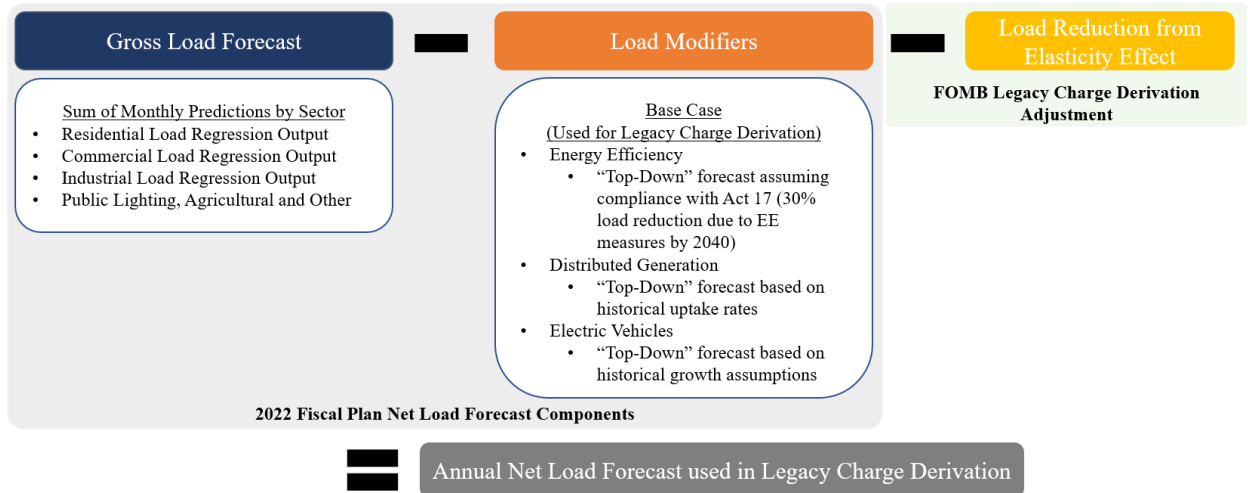 Gross Load Forecast
Load Modifiers
Load Reduction from
Elasticity Effect
FOMB Legacy Charge Derivation
Adjustment
Sum of Monthly Predictions by Sector
• Residential Load Regression Output
• Commercial Load Regression Output
• Industrial Load Regression Output
• Public Lighting, Agricultural and Other
Base Case
(Used for Legacy Charge Derivation)
• Energy Efficiency
• “Top-Down” forecast assuming
compliance with Act 17 (30%
load reduction due to EE
measures by 2040)
• Distributed Generation
• “Top-Down” forecast based on
historical uptake rates
• Electric Vehicles
• “Top-Down” forecast based on
historical growth assumptions
2022 Fiscal Plan Net Load Forecast Components
Annual Net Load Forecast used in Legacy Charge Derivation